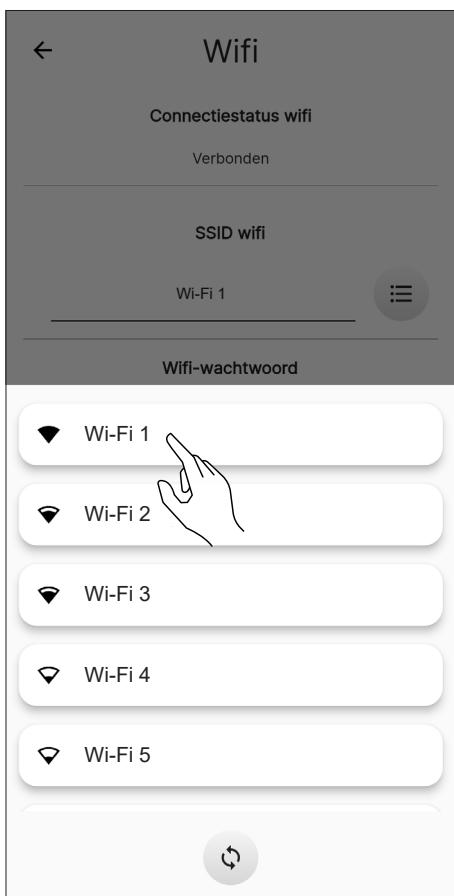 Wifi
Connectiestatus wifi
Verbonden
SSID wifi
Wi-Fi 1
Wifi-wachtwoord
Wi-Fi 1
Wi-Fi 2
Wi-Fi 3
Wi-Fi 4
Wi-Fi 5